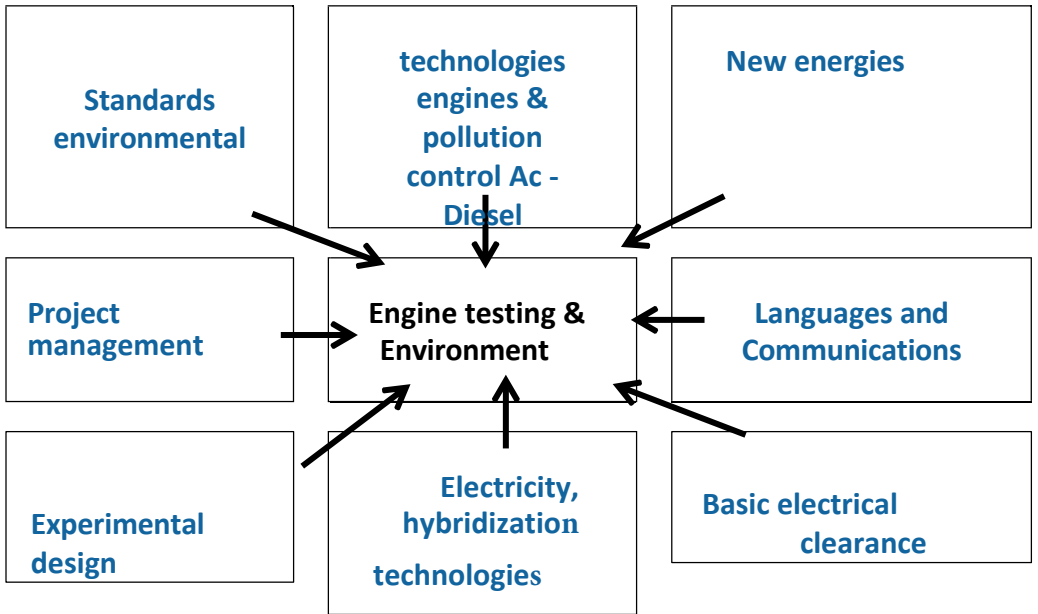 Standards
environmental
technologies
engines &
pollution
control Ac -
Diesel
New energies
Project
management
Engine testing &
Environment
Languages and
Communications
Experimental
design
Electricity,
hybridization
technologies
Basic electrical
clearance